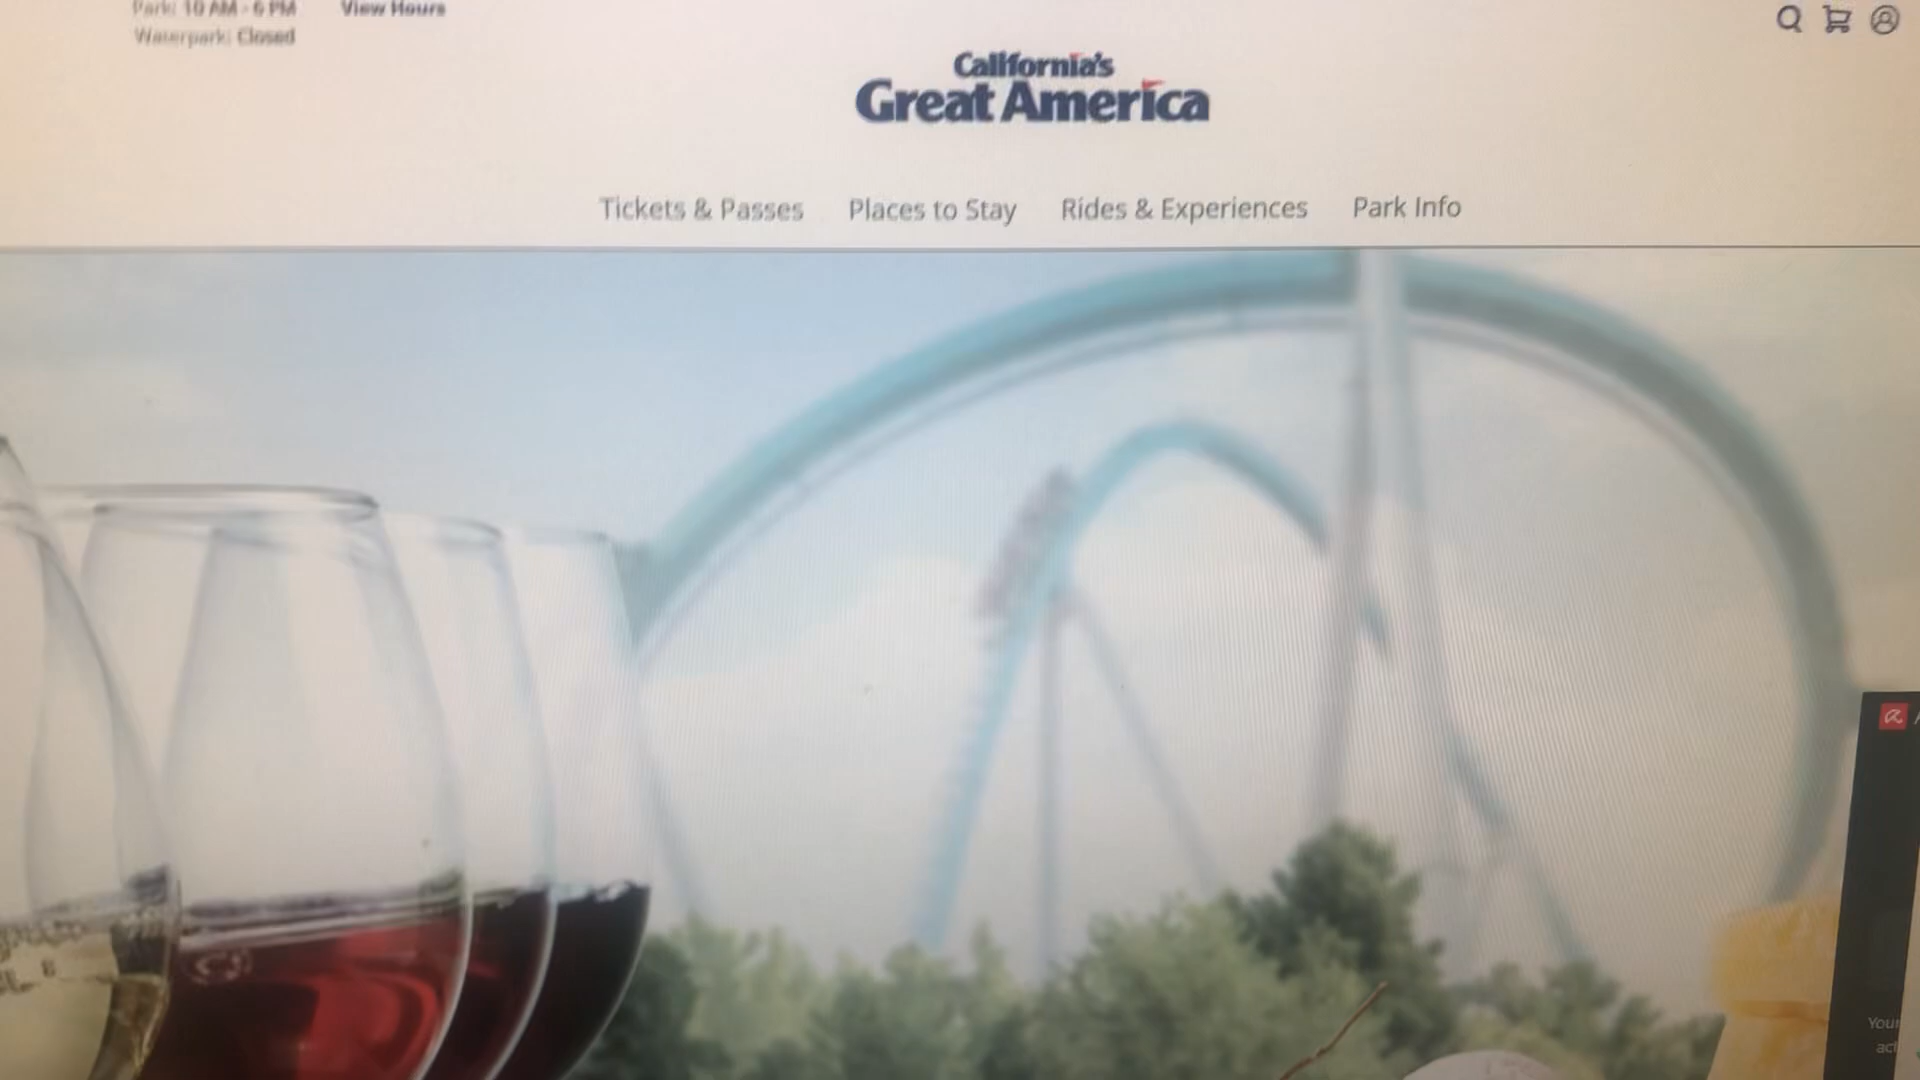 Park: 10 AM - 6 PM
View Hours
Waterpark: Closed
California's
Great America
Tickets & Passes
Places to Stay
Rides & Experiences
Park Info